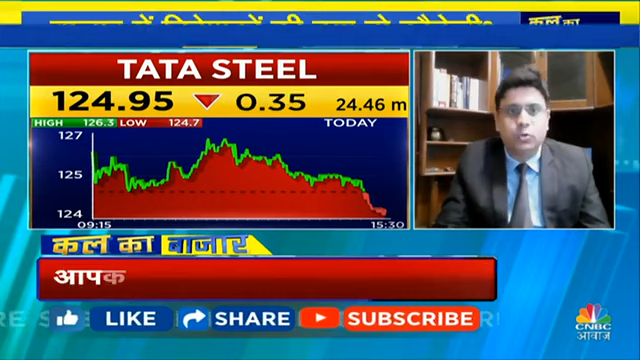 कल का
TATA STEEL
124.95 0.35 24.46 m
HIGH 126.3 LOW 124.7 TODAY
127
125
124
09:15 15:30
कल का बाज़ार
आपक
LIKE SHARE SUBSCRIBE
CNBC
आवाज़